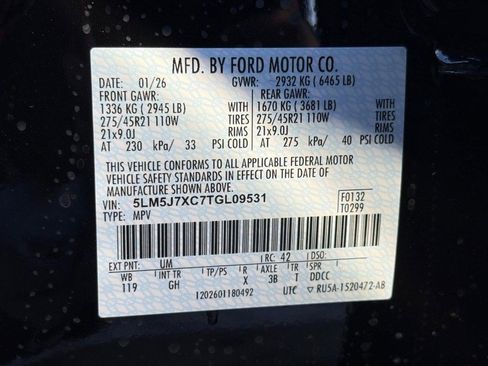 MFD. BY FORD MOTOR CO.
DATE: 01/26 GVWR: 2932 KG ( 6465 LB)
FRONT GAWR: REAR GAWR:
1336 KG ( 2945 LB) WITH 1670 KG ( 3681 LB) WITH
275/45R21 110W TIRES 275/45R21 110W TIRES
21x9.0J RIMS 21x9.0J RIMS
AT 230 kPa/ 33 PSI COLD AT 275 kPa/ 40 PSI COLD
THIS VEHICLE CONFORMS TO ALL APPLICABLE FEDERAL MOTOR
VEHICLE SAFETY STANDARDS IN EFFECT ON THE DATE OF
MANUFACTURE SHOWN ABOVE.
VIN: 5LM5J7XC7TGL09531 F0132
TYPE: MPV T0299
EXT PNT: UM RC: 42 DSO:
WB INT TR R AXLE TR SPR
119 GH X 3B T DDCC
1202601180492 UTC ▽ RU5A-1520472-AB